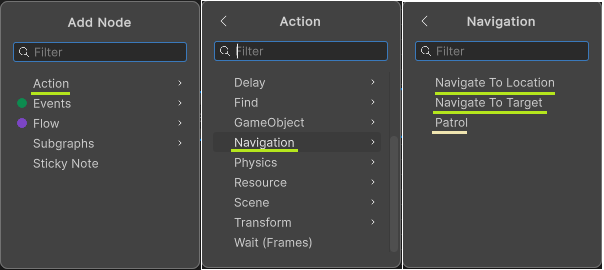 Add Node
Filter
Action
Events
Flow
Subgraphs
Sticky Note
Action
Filter
Delay
Find
GameObject
Navigation
Physics
Resource
Scene
Transform
Wait (Frames)
Navigation
Filter
Navigate To Location
Navigate To Target
Patrol